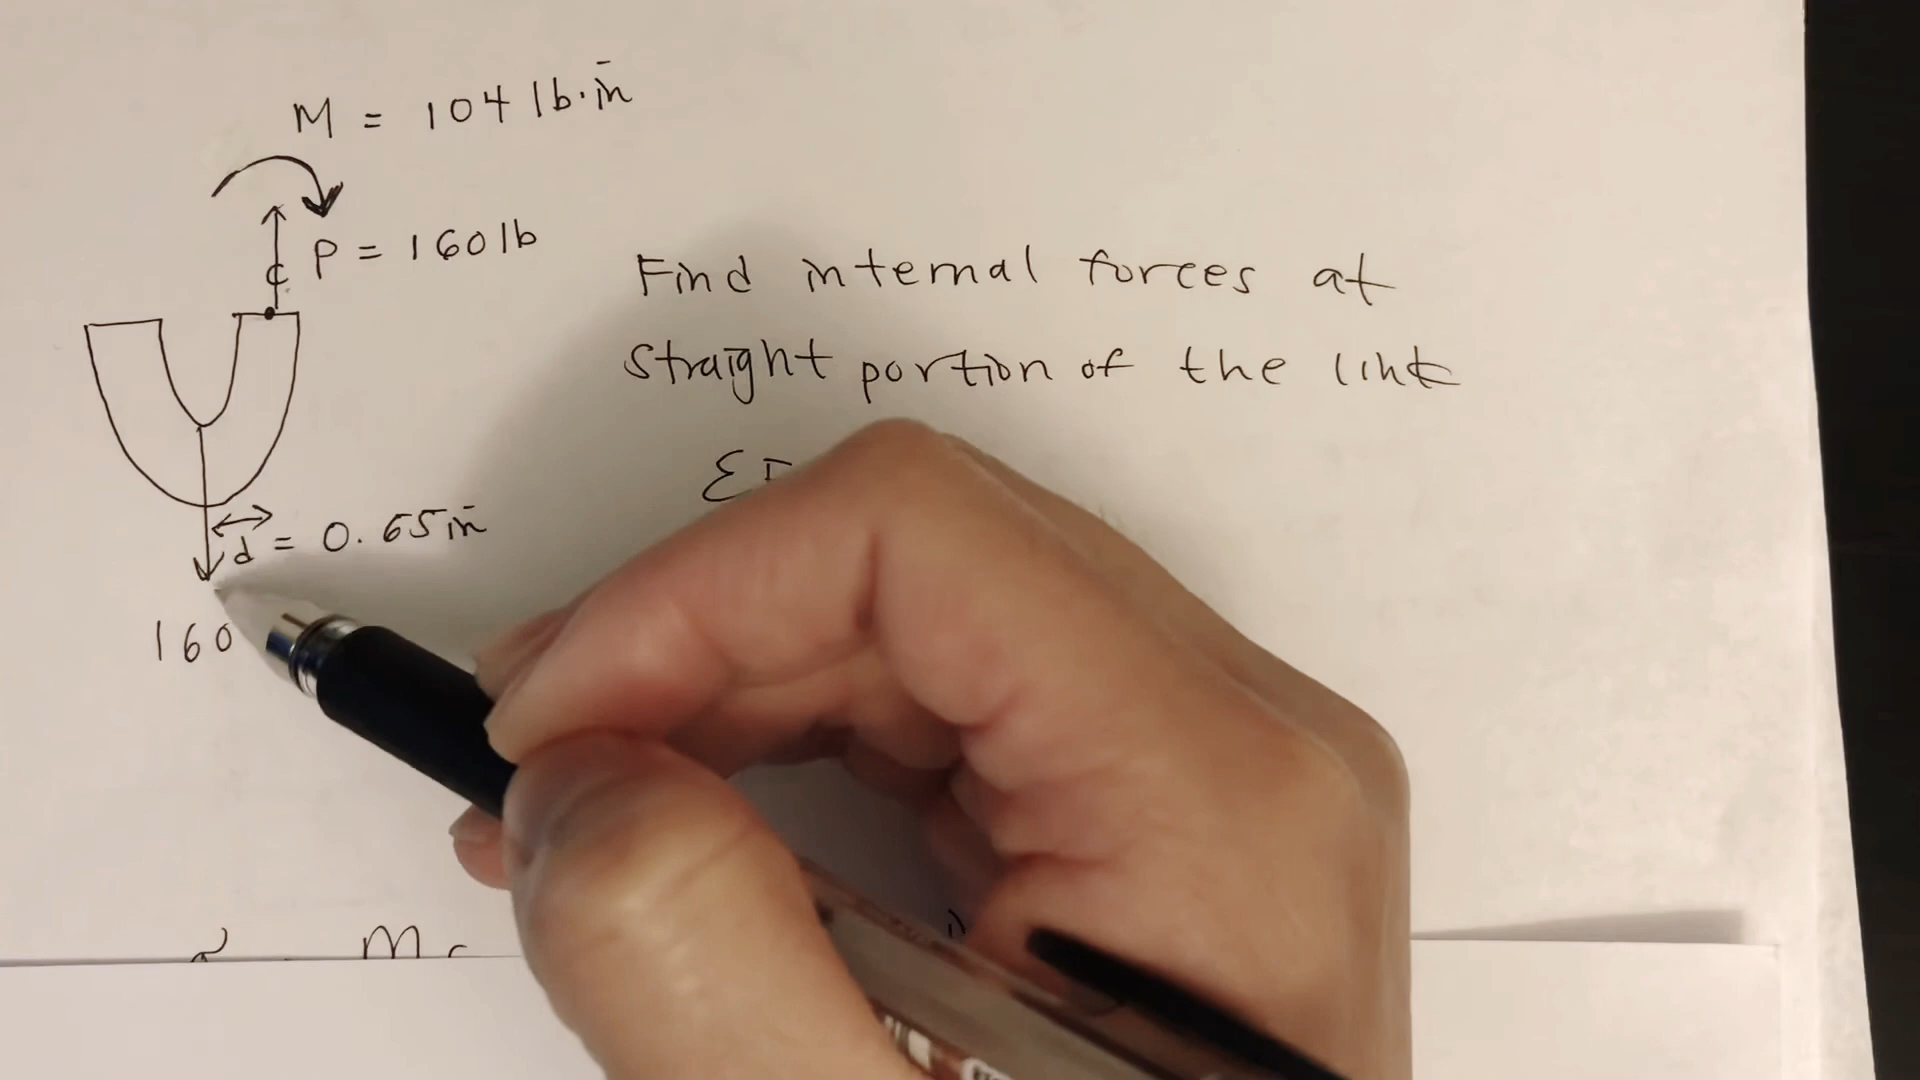 M = 104 lb·in
P = 160 lb
Find internal forces at
straight portion of the link
d = 0.65 in
160